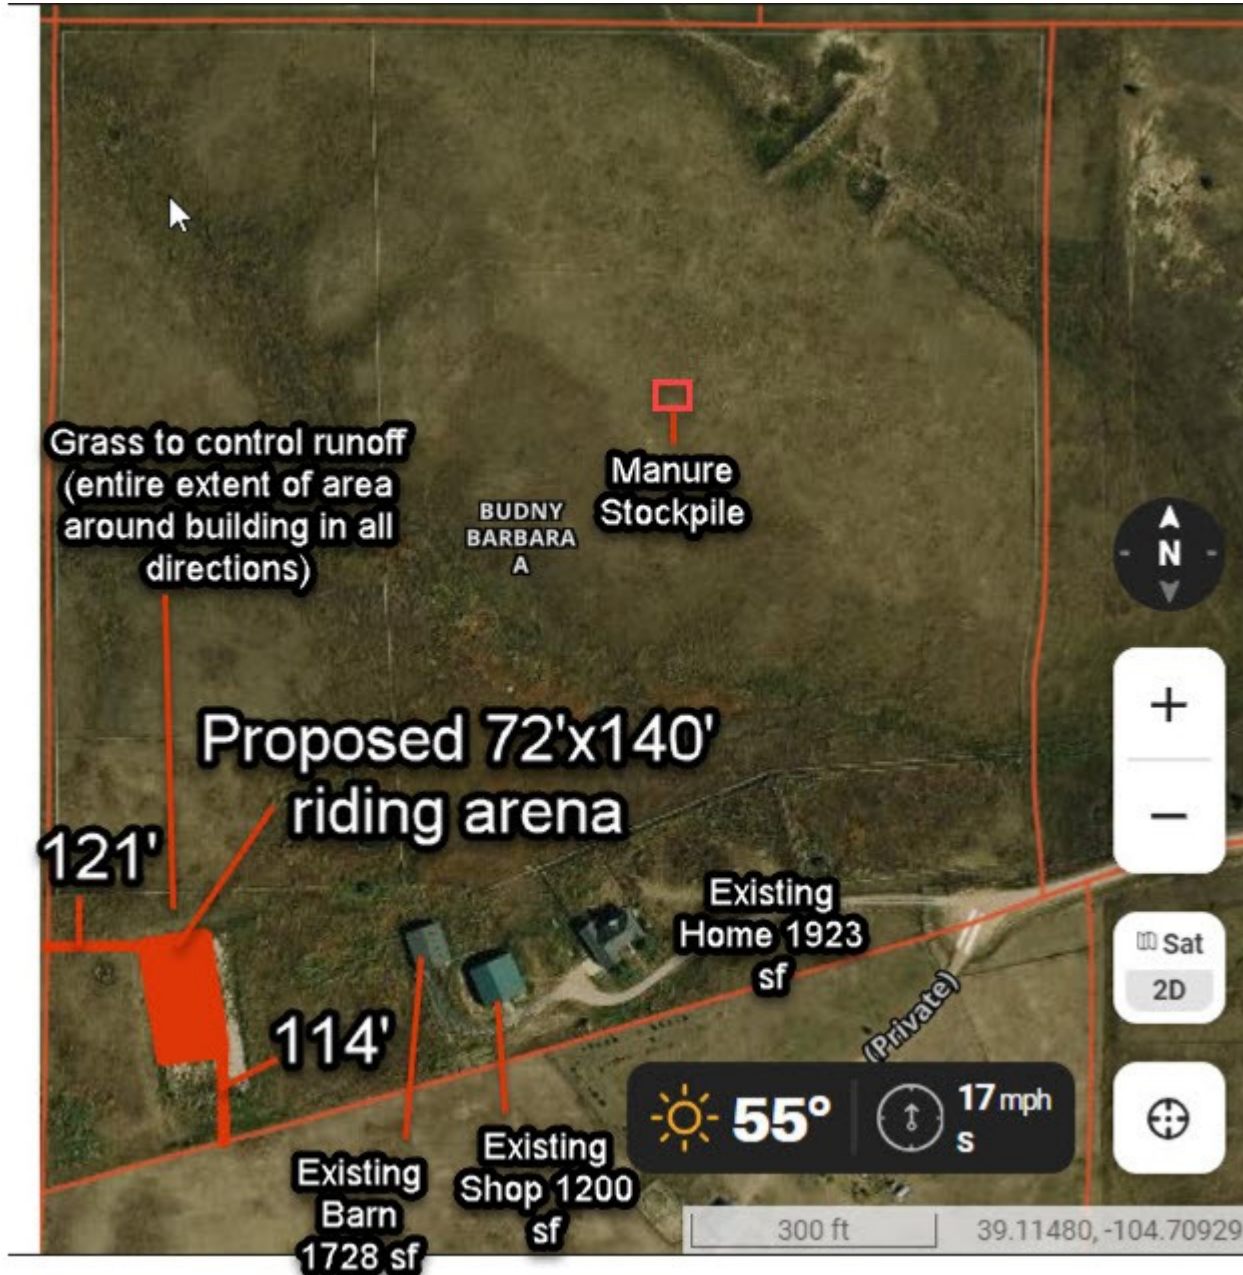 Grass to control runoff
(entire extent of area
around building in all
directions)
Manure
Stockpile
BUDNY
BARBARA
A
N
Proposed 72'x140'
riding arena
+
−
121'
Existing
Home 1923
sf
Sat
2D
114'
(Private)
55°
17 mph
S
Existing
Barn
1728 sf
Existing
Shop 1200
sf
300 ft
39.11480, -104.70929